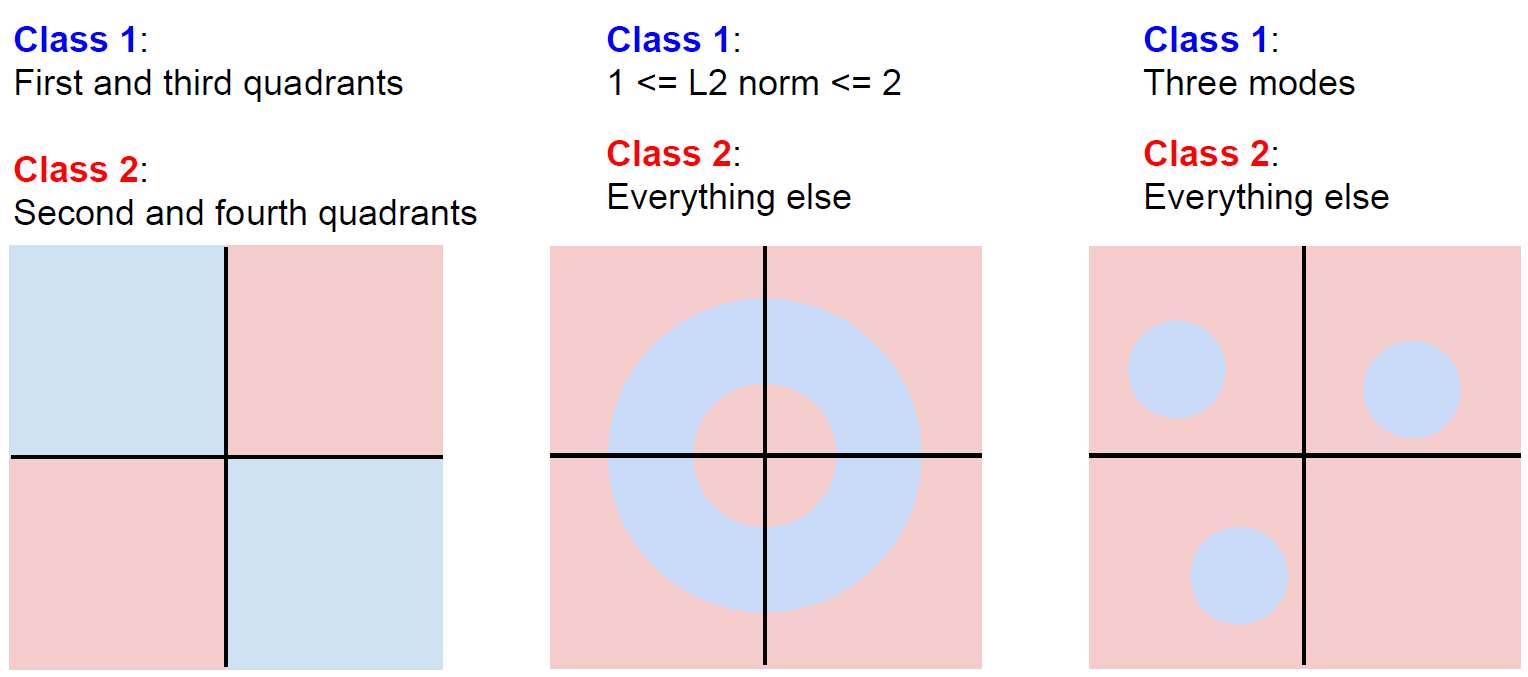 Class 1:
First and third quadrants
Class 2:
Second and fourth quadrants
Class 1:
1 <= L2 norm <= 2
Class 2:
Everything else
Class 1:
Three modes
Class 2:
Everything else